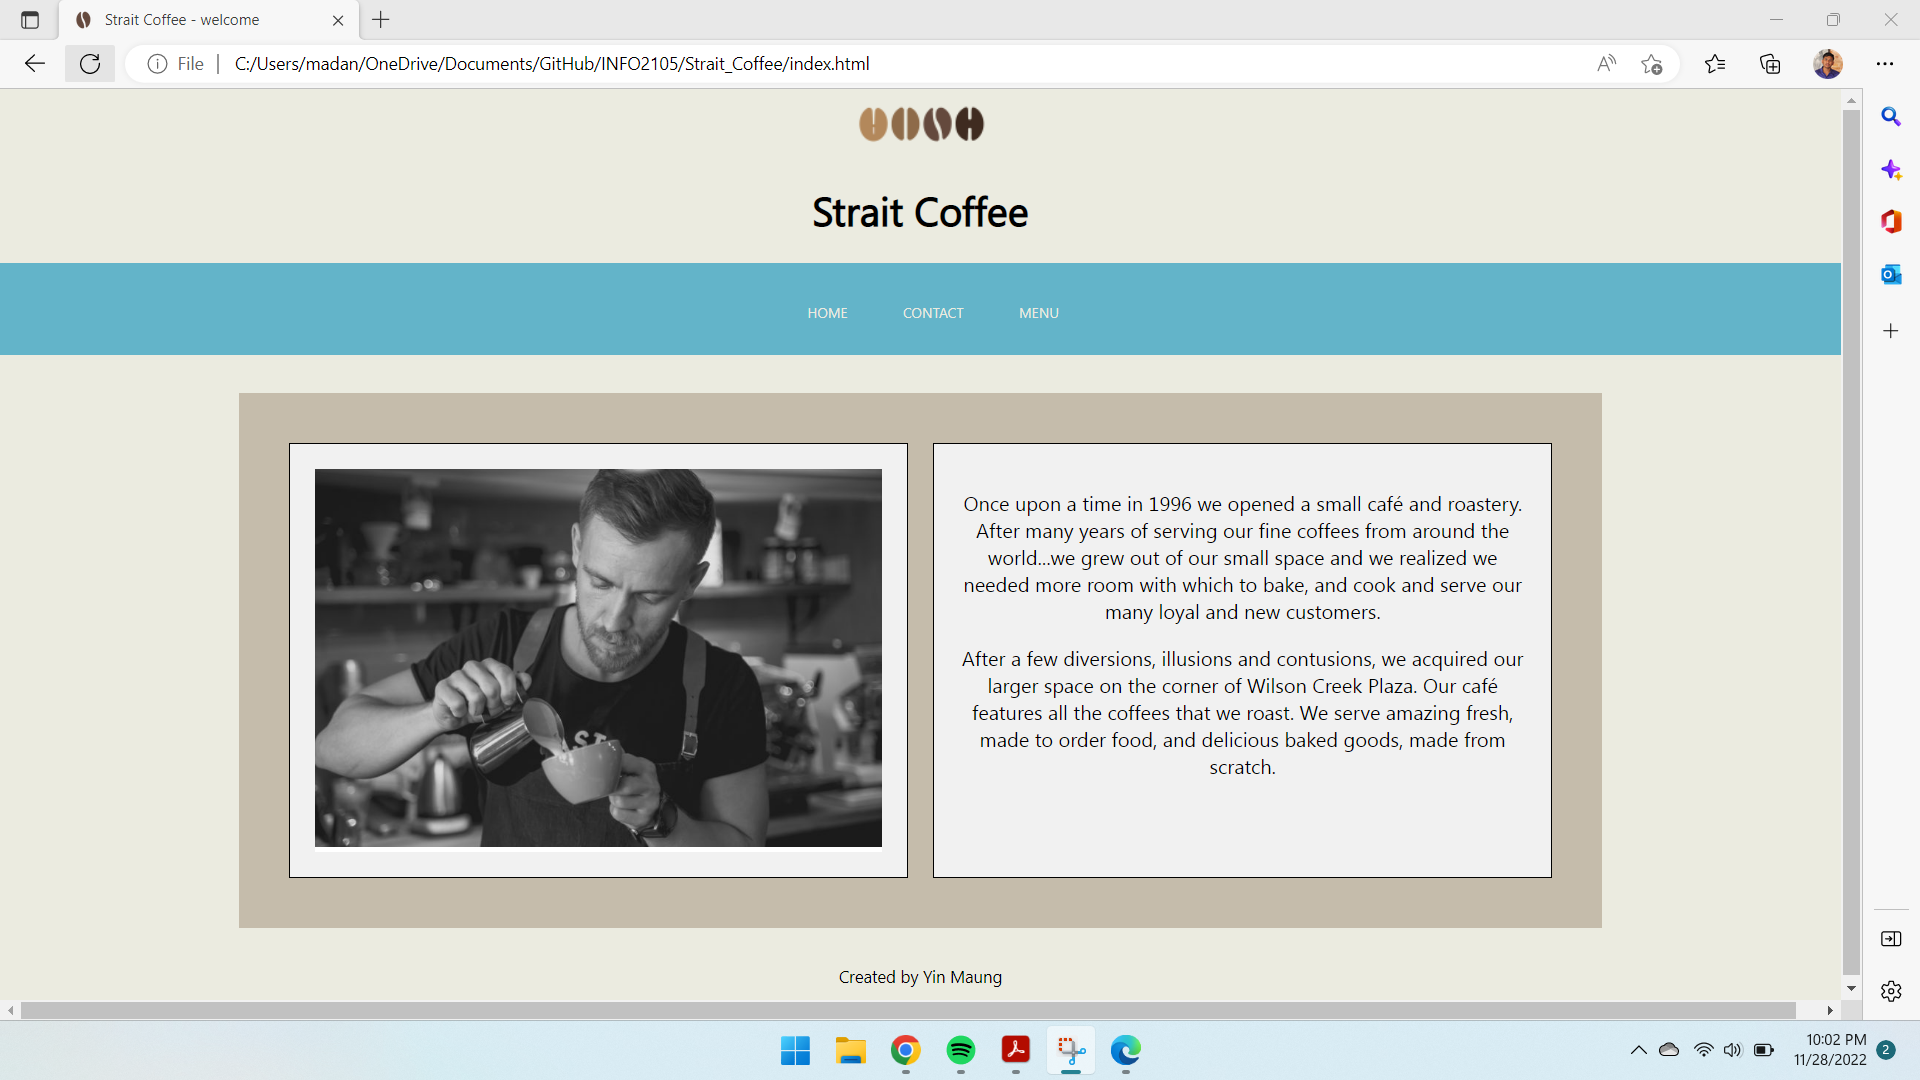 Strait Coffee - welcome
File
C:/Users/madan/OneDrive/Documents/GitHub/INFO2105/Strait_Coffee/index.html
Strait Coffee
HOME CONTACT MENU
ST
Once upon a time in 1996 we opened a small café and roastery.
After many years of serving our fine coffees from around the
world...we grew out of our small space and we realized we
needed more room with which to bake, and cook and serve our
many loyal and new customers.
After a few diversions, illusions and contusions, we acquired our
larger space on the corner of Wilson Creek Plaza. Our café
features all the coffees that we roast. We serve amazing fresh,
made to order food, and delicious baked goods, made from
scratch.
Created by Yin Maung
10:02 PM
11/28/2022
2